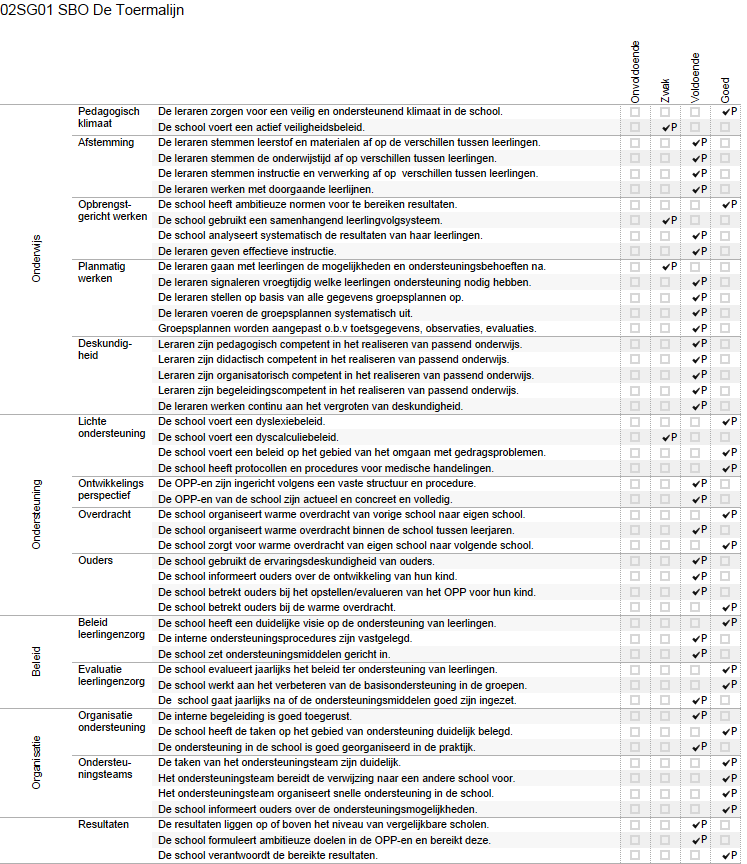 02SG01 SBO De Toermalijn
Onvoldoende
Zwak
Voldoende
Goed
Onderwijs
Pedagogisch klimaat
De leraren zorgen voor een veilig en ondersteunend klimaat in de school. P
De school voert een actief veiligheidsbeleid. P
Afstemming
De leraren stemmen leerstof en materialen af op de verschillen tussen leerlingen. P
De leraren stemmen de onderwijstijd af op verschillen tussen leerlingen. P
De leraren stemmen instructie en verwerking af op verschillen tussen leerlingen. P
De leraren werken met doorgaande leerlijnen. P
Opbrengst-
gericht werken
De school heeft ambitieuze normen voor te bereiken resultaten. P
De school gebruikt een samenhangend leerlingvolgsysteem. P
De school analyseert systematisch de resultaten van haar leerlingen. P
De leraren geven effectieve instructie. P
Planmatig
werken
De leraren gaan met leerlingen de mogelijkheden en ondersteuningsbehoeften na. P
De leraren signaleren vroegtijdig welke leerlingen ondersteuning nodig hebben. P
De leraren stellen op basis van alle gegevens groepsplannen op. P
De leraren voeren de groepsplannen systematisch uit. P
Groepsplannen worden aangepast o.b.v toetsgegevens, observaties, evaluaties. P
Deskundig-
heid
Leraren zijn pedagogisch competent in het realiseren van passend onderwijs. P
Leraren zijn didactisch competent in het realiseren van passend onderwijs. P
Leraren zijn organisatorisch competent in het realiseren van passend onderwijs. P
Leraren zijn begeleidingscompetent in het realiseren van passend onderwijs. P
De leraren werken continu aan het vergroten van deskundigheid. P
Ondersteuning
Lichte
ondersteuning
De school voert een dyslexiebeleid. P
De school voert een dyscalculiebeleid. P
De school voert een beleid op het gebied van het omgaan met gedragsproblemen. P
De school heeft protocollen en procedures voor medische handelingen. P
Ontwikkelings
perspectief
De OPP-en zijn ingericht volgens een vaste structuur en procedure. P
De OPP-en van de school zijn actueel en concreet en volledig. P
Overdracht
De school organiseert warme overdracht van vorige school naar eigen school. P
De school organiseert warme overdracht binnen de school tussen leerjaren. P
De school zorgt voor warme overdracht van eigen school naar volgende school. P
Ouders
De school gebruikt de ervaringsdeskundigheid van ouders. P
De school informeert ouders over de ontwikkeling van hun kind. P
De school betrekt ouders bij het opstellen/evalueren van het OPP voor hun kind. P
De school betrekt ouders bij de warme overdracht. P
Beleid
Beleid
leerlingenzorg
De school heeft een duidelijke visie op de ondersteuning van leerlingen. P
De interne ondersteuningsprocedures zijn vastgelegd. P
De school zet ondersteuningsmiddelen gericht in. P
Evaluatie
leerlingenzorg
De school evalueert jaarlijks het beleid ter ondersteuning van leerlingen. P
De school werkt aan het verbeteren van de basisondersteuning in de groepen. P
De school gaat jaarlijks na of de ondersteuningsmiddelen goed zijn ingezet. P
Organisatie
Organisatie
ondersteuning
De interne begeleiding is goed toegerust. P
De school heeft de taken op het gebied van ondersteuning duidelijk belegd. P
De ondersteuning in de school is goed georganiseerd in de praktijk. P
Ondersteu-
ningsteams
De taken van het ondersteuningsteam zijn duidelijk. P
Het ondersteuningsteam bereidt de verwijzing naar een andere school voor. P
Het ondersteuningsteam organiseert snelle ondersteuning in de school. P
De school informeert ouders over de ondersteuningsmogelijkheden. P
Resultaten
De resultaten liggen op of boven het niveau van vergelijkbare scholen. P
De school formuleert ambitieuze doelen in de OPP-en en bereikt deze. P
De school verantwoordt de bereikte resultaten. P